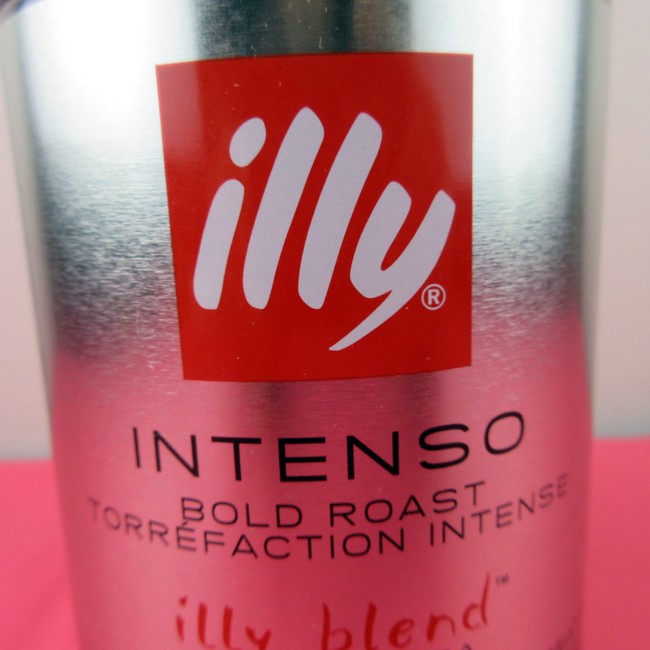 illy®
INTENSO
BOLD ROAST
TORRÉFACTION INTENSE
illy blend™